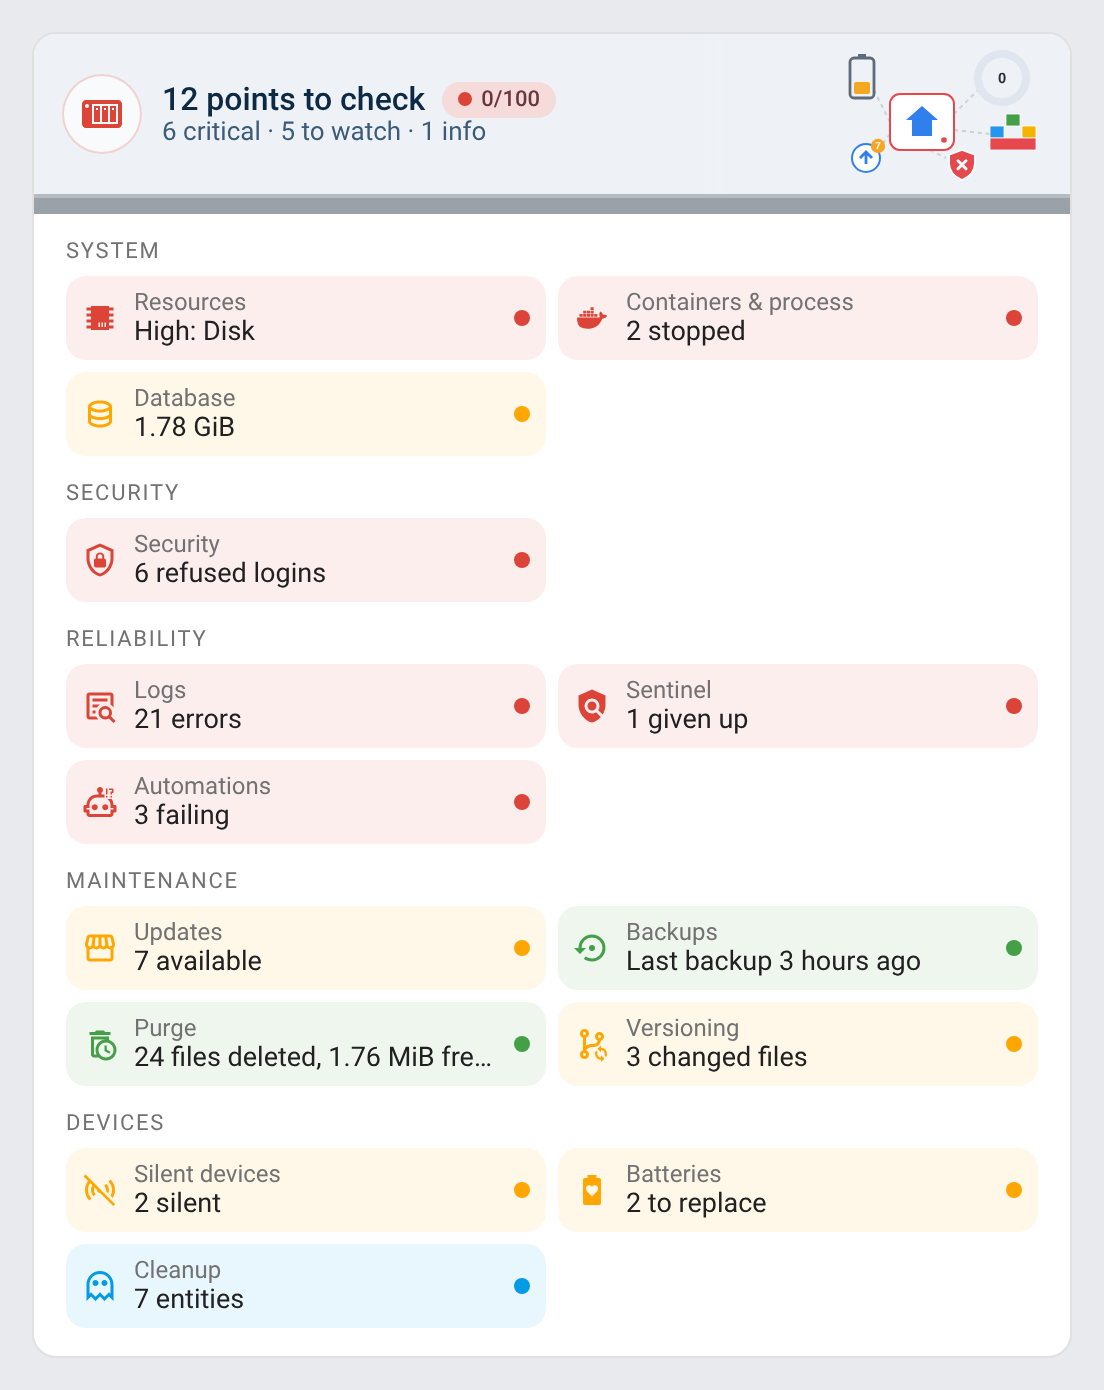 12 points to check
0/100
6 critical · 5 to watch · 1 info
0
7
SYSTEM
Resources
High: Disk
Containers & process
2 stopped
Database
1.78 GiB
SECURITY
Security
6 refused logins
RELIABILITY
Logs
21 errors
Sentinel
1 given up
Automations
3 failing
MAINTENANCE
Updates
7 available
Backups
Last backup 3 hours ago
Purge
24 files deleted, 1.76 MiB fre...
Versioning
3 changed files
DEVICES
Silent devices
2 silent
Batteries
2 to replace
Cleanup
7 entities